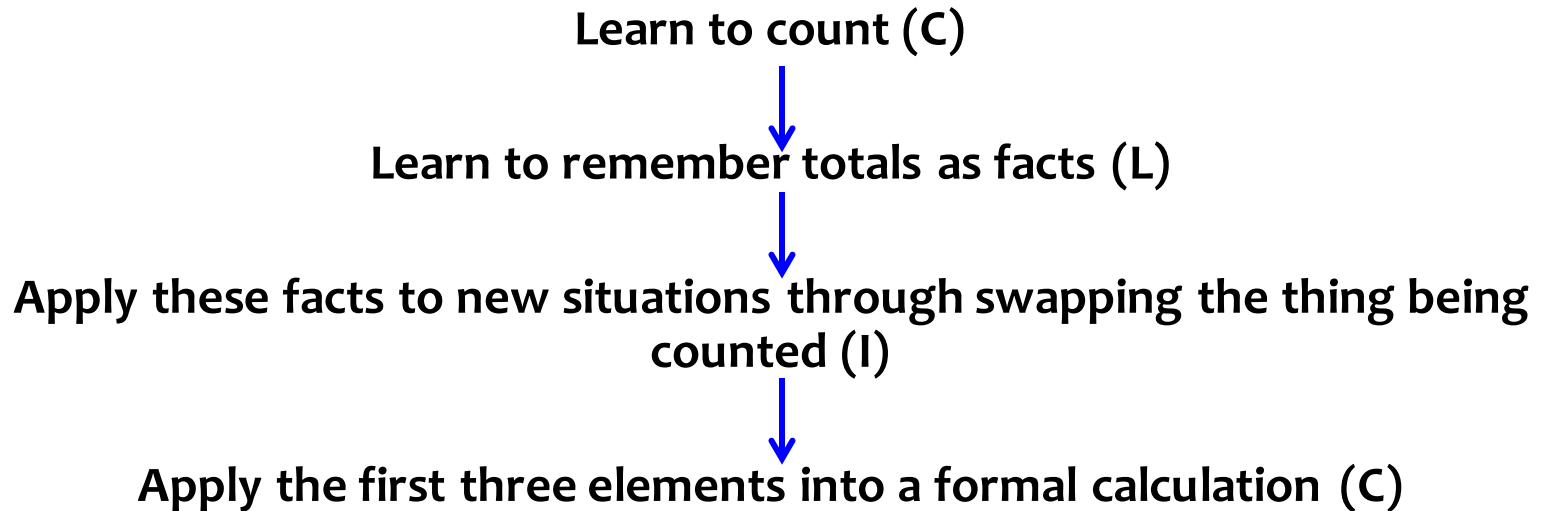 Learn to count (C)
Learn to remember totals as facts (L)
Apply these facts to new situations through swapping the thing being
counted (I)
Apply the first three elements into a formal calculation (C)